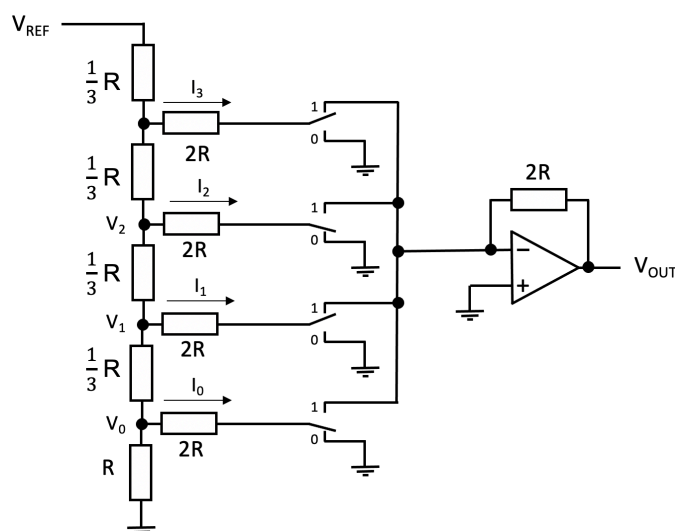 V_REF
1/3 R
I_3
1
0
2R
1/3 R
2R
I_2
V_2
1
0
2R
V_OUT
1/3 R
I_1
V_1
1
0
2R
1/3 R
I_0
V_0
1
0
2R
R